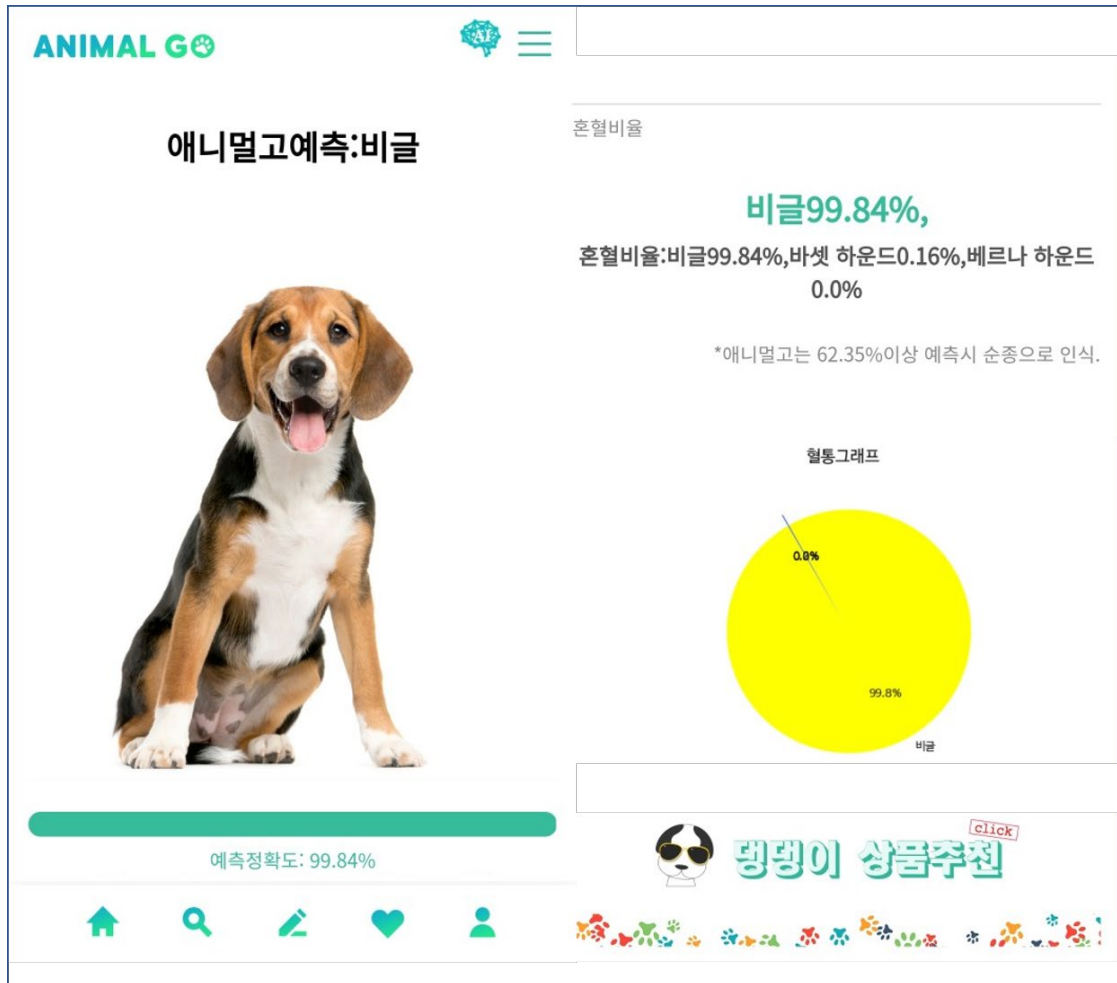 ANIMAL GO
AI
애니멀고예측:비글
예측정확도: 99.84%
혼혈비율
비글99.84%,
혼혈비율:비글99.84%,바셋 하운드0.16%,베르나 하운드
0.0%
*애니멀고는 62.35%이상 예측시 순종으로 인식.
혈통그래프
99.8%
비글
click
댕댕이 상품추천